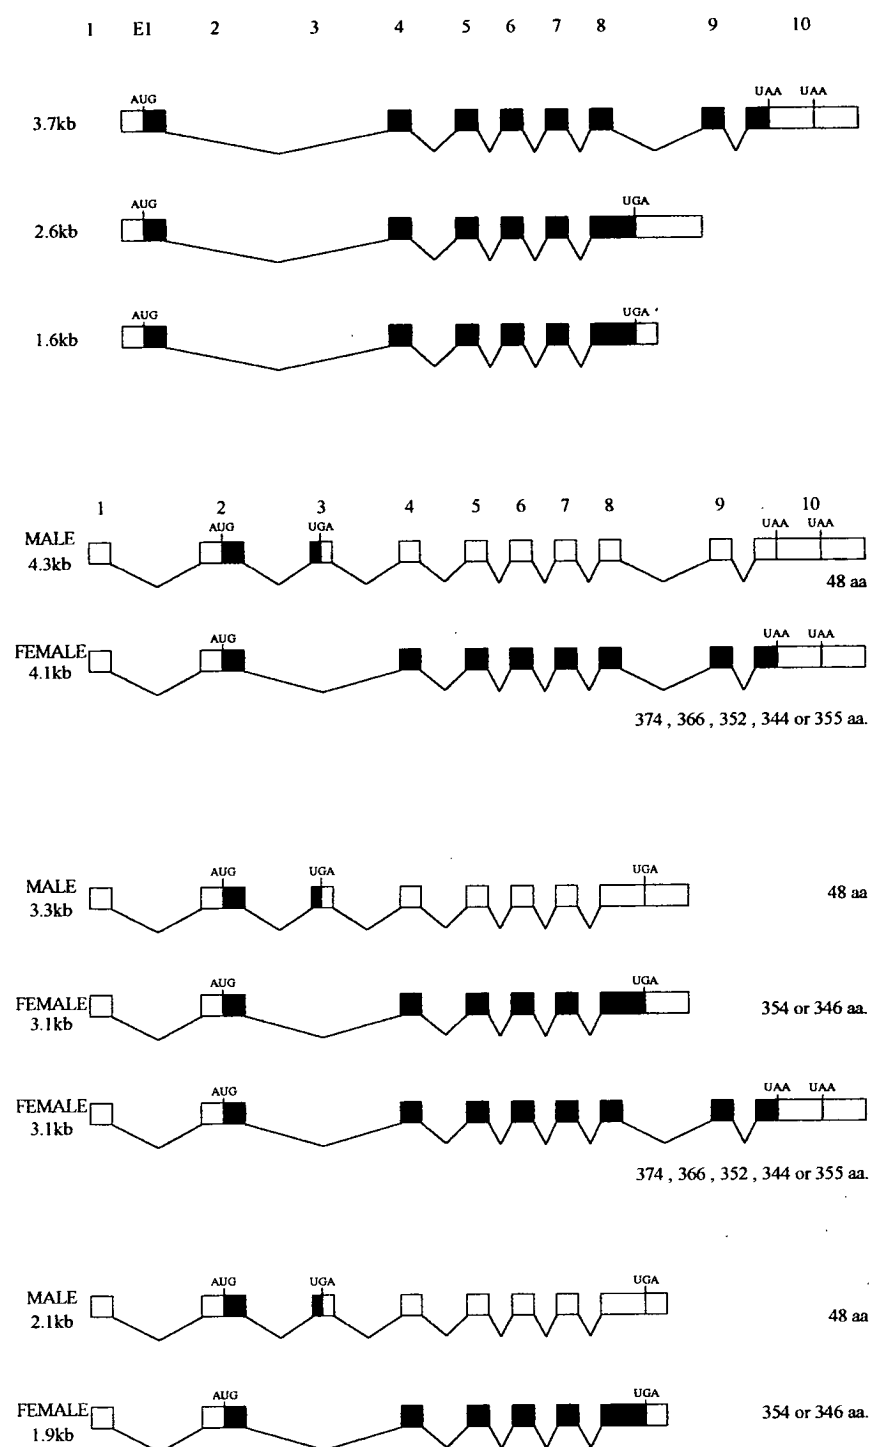 1 E1 2 3 4 5 6 7 8 9 10
AUG UAA UAA
3.7kb
AUG UGA
2.6kb
AUG UGA
1.6kb
1 2 3 4 5 6 7 8 9 10
AUG UGA UAA UAA
MALE
4.3kb
48 aa
AUG UAA UAA
FEMALE
4.1kb
374 , 366 , 352 , 344 or 355 aa.
AUG UGA UGA
MALE
3.3kb
48 aa
AUG UGA
FEMALE
3.1kb
354 or 346 aa.
AUG UAA UAA
FEMALE
3.1kb
374 , 366 , 352 , 344 or 355 aa.
AUG UGA UGA
MALE
2.1kb
48 aa
AUG UGA
FEMALE
1.9kb
354 or 346 aa.